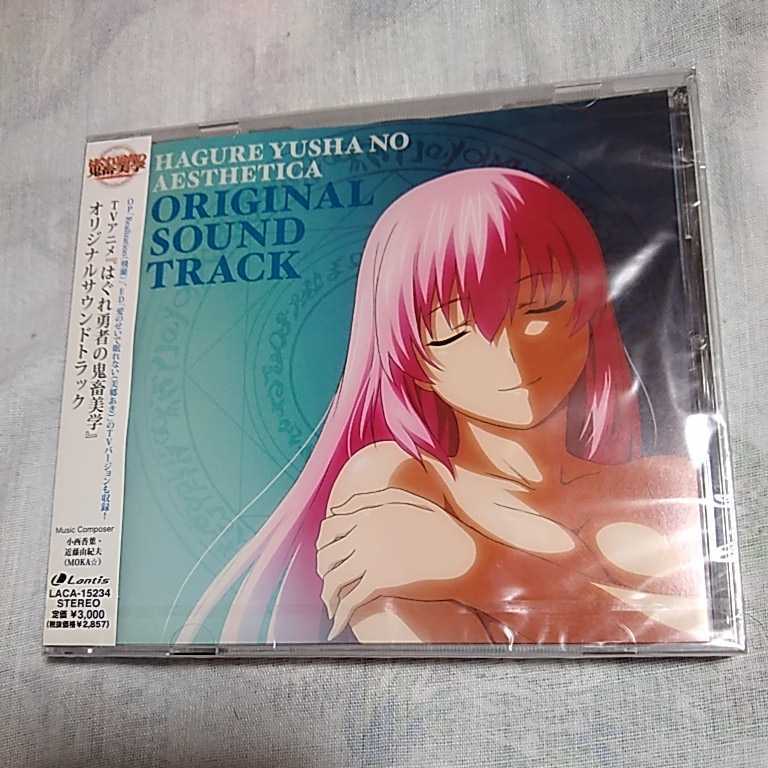 HAGURE YUSHA NO
AESTHETICA
ORIGINAL
SOUND
TRACK
TVアニメ『はぐれ勇者の鬼畜美学』
オリジナルサウンドトラック
Music Composer
小西香葉・
近藤由紀夫
(MOKA☆)
Lantis
LACA-15234
STEREO
定価 ¥3,000
(税抜価格¥2,857)